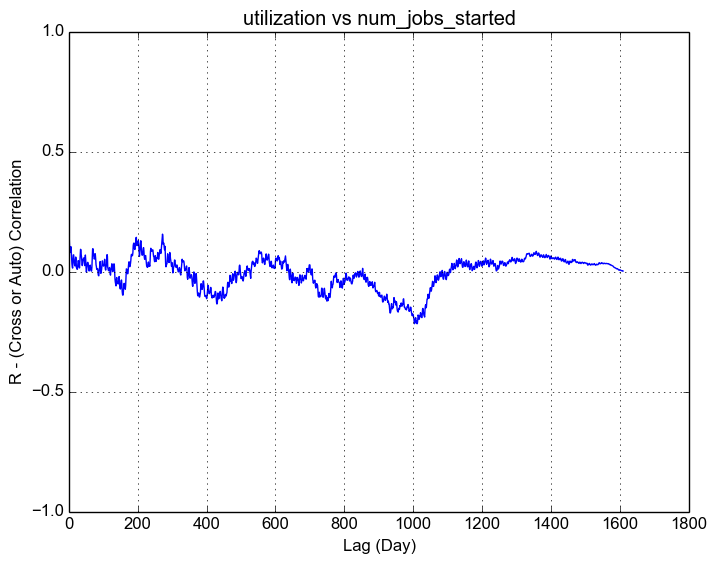 utilization vs num_jobs_started
1.0
0.5
0.0
−0.5
−1.0
R - (Cross or Auto) Correlation
0 200 400 600 800 1000 1200 1400 1600 1800
Lag (Day)